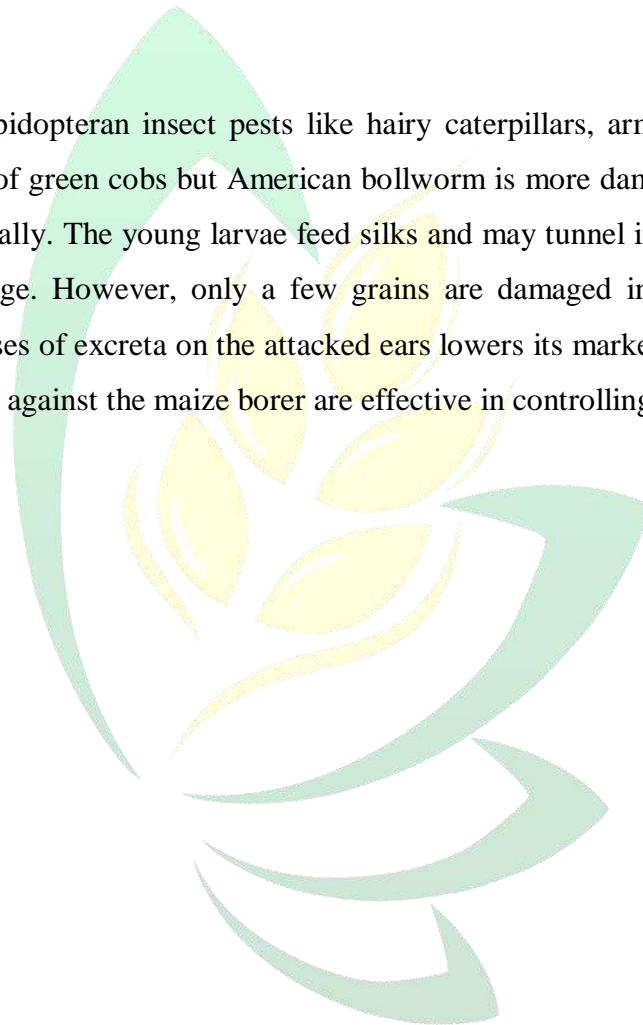 pidopteran insect pests like hairy caterpillars, arm
of green cobs but American bollworm is more dam
ally. The young larvae feed silks and may tunnel i
ge. However, only a few grains are damaged in
ses of excreta on the attacked ears lowers its marke
against the maize borer are effective in controlling